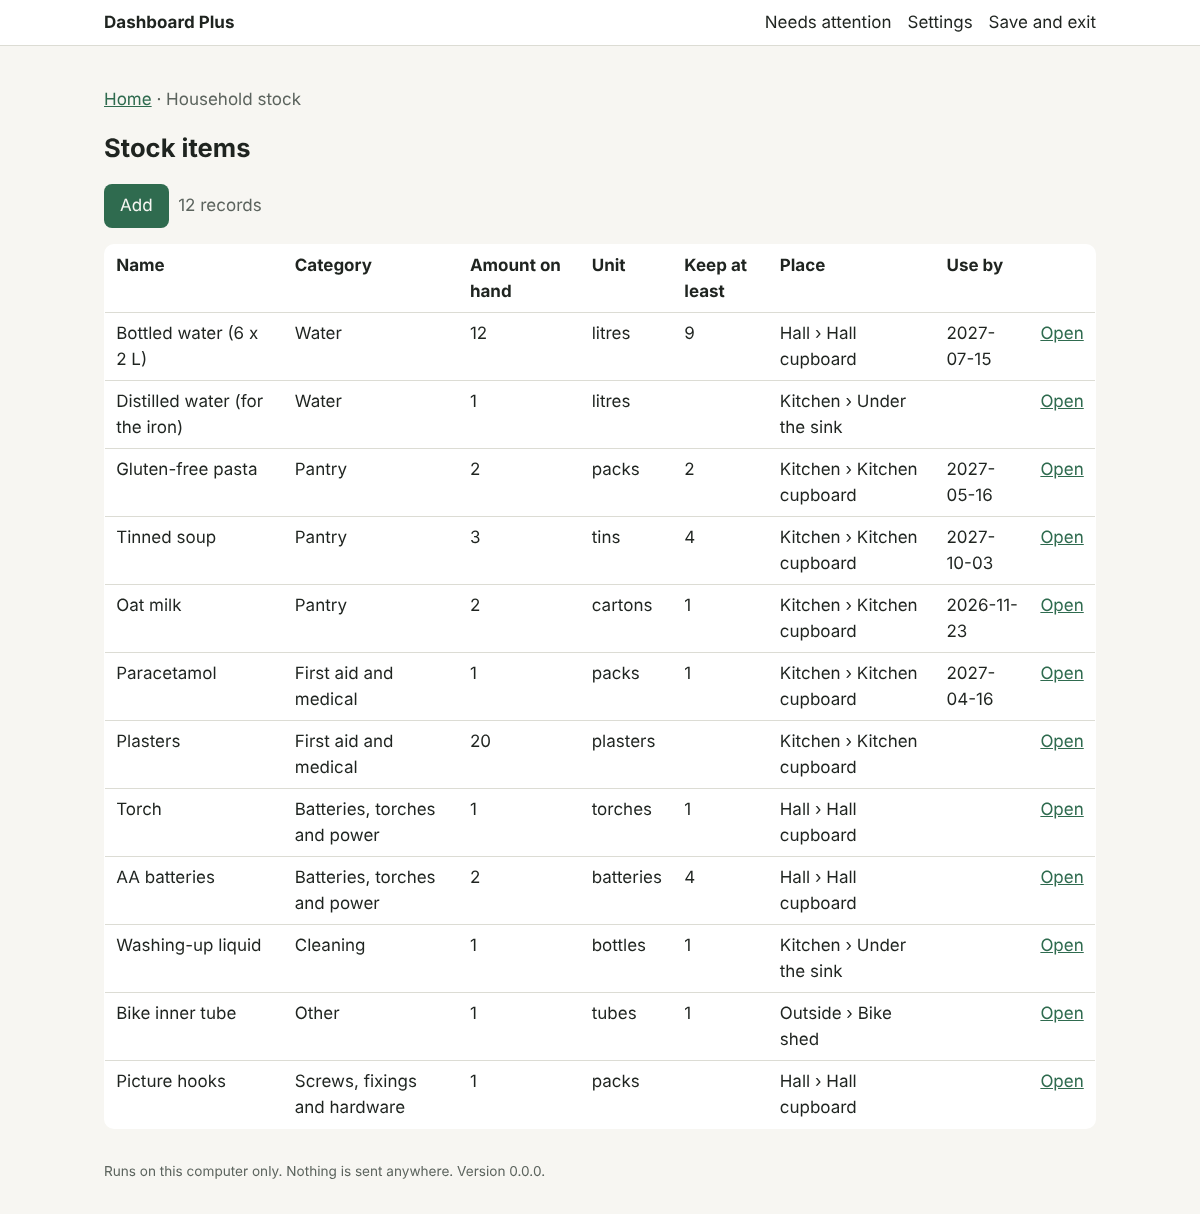 Dashboard Plus
Needs attention Settings Save and exit
Home · Household stock
Stock items
Add 12 records
Name Category Amount on hand Unit Keep at least Place Use by
Bottled water (6 x 2 L) Water 12 litres 9 Hall › Hall cupboard 2027-07-15 Open
Distilled water (for the iron) Water 1 litres Kitchen › Under the sink Open
Gluten-free pasta Pantry 2 packs 2 Kitchen › Kitchen cupboard 2027-05-16 Open
Tinned soup Pantry 3 tins 4 Kitchen › Kitchen cupboard 2027-10-03 Open
Oat milk Pantry 2 cartons 1 Kitchen › Kitchen cupboard 2026-11-23 Open
Paracetamol First aid and medical 1 packs 1 Kitchen › Kitchen cupboard 2027-04-16 Open
Plasters First aid and medical 20 plasters Kitchen › Kitchen cupboard Open
Torch Batteries, torches and power 1 torches 1 Hall › Hall cupboard Open
AA batteries Batteries, torches and power 2 batteries 4 Hall › Hall cupboard Open
Washing-up liquid Cleaning 1 bottles 1 Kitchen › Under the sink Open
Bike inner tube Other 1 tubes 1 Outside › Bike shed Open
Picture hooks Screws, fixings and hardware 1 packs Hall › Hall cupboard Open
Runs on this computer only. Nothing is sent anywhere. Version 0.0.0.